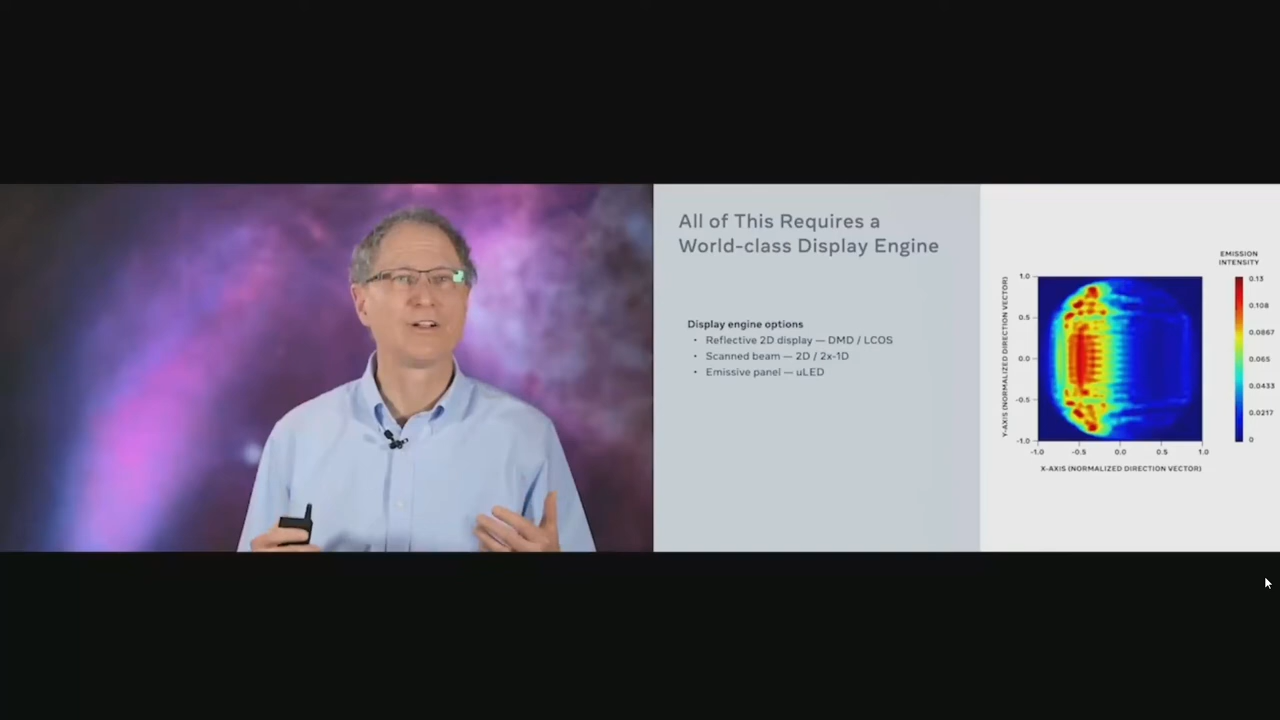 All of This Requires a
World-class Display Engine
Display engine options
• Reflective 2D display — DMD / LCOS
• Scanned beam — 2D / 2x-1D
• Emissive panel — uLED
EMISSION
INTENSITY
0.13
0.108
0.0867
0.065
0.0433
0.0217
0
Y-AXIS (NORMALIZED DIRECTION VECTOR)
1.0
0.5
0.0
-0.5
-1.0
-1.0 -0.5 0.0 0.5 1.0
X-AXIS (NORMALIZED DIRECTION VECTOR)